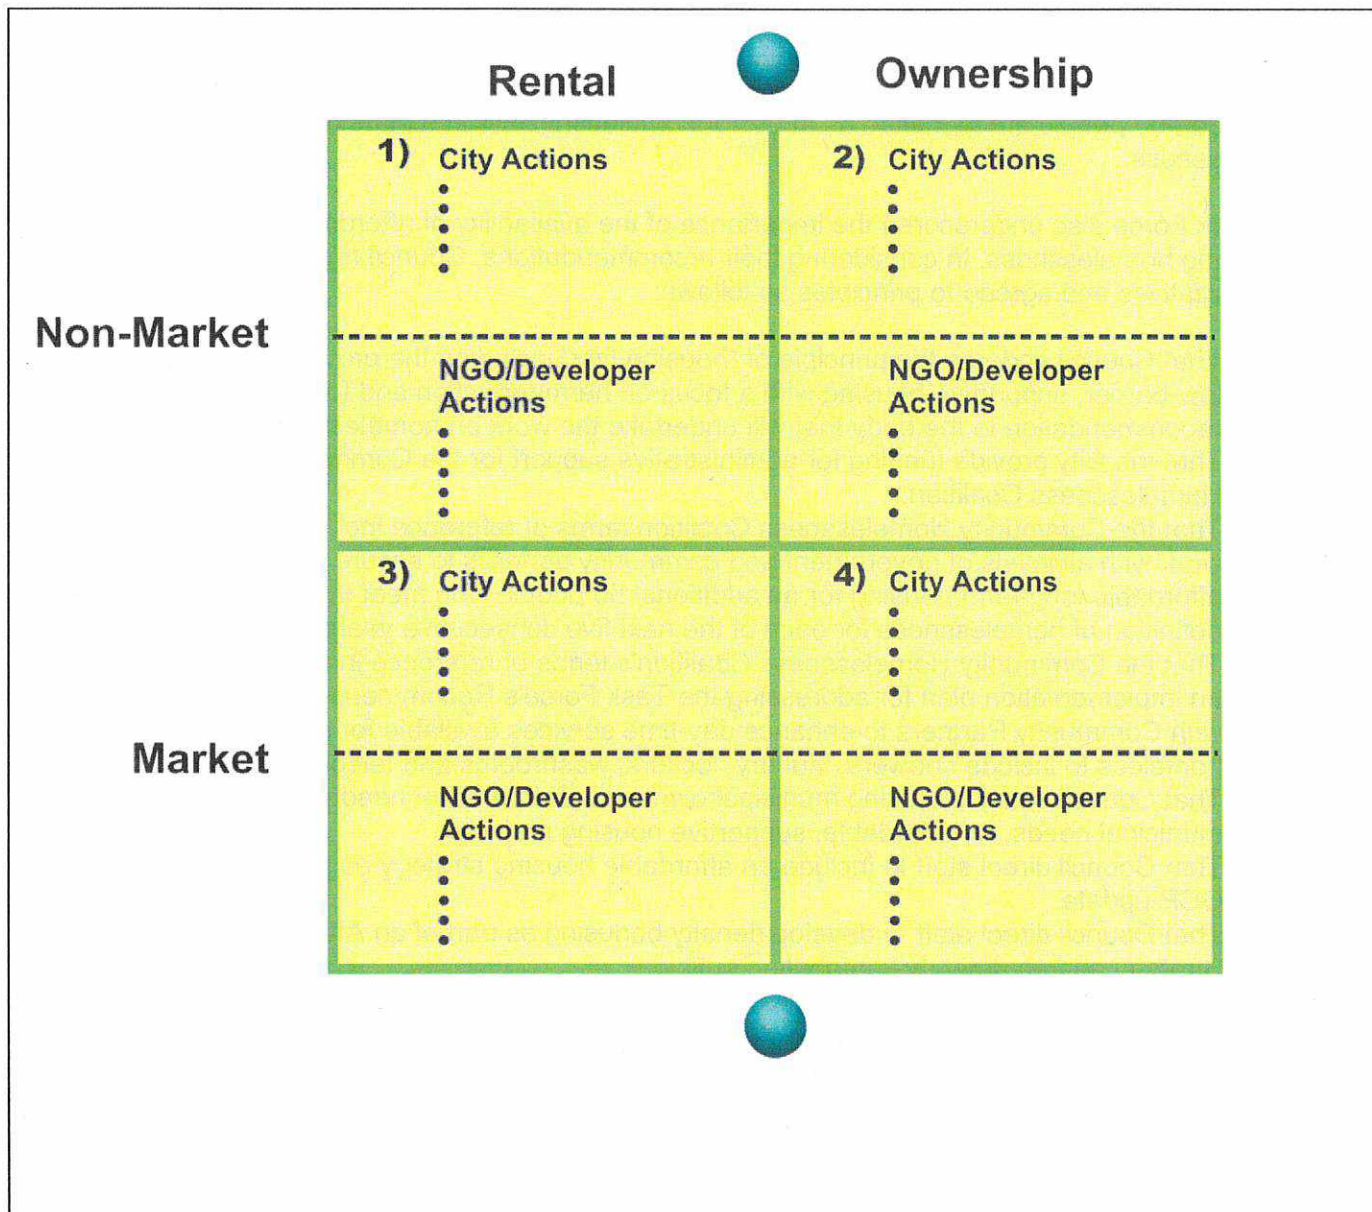 Rental
Ownership
1) City Actions
2) City Actions
Non-Market
NGO/Developer
Actions
NGO/Developer
Actions
3) City Actions
4) City Actions
Market
NGO/Developer
Actions
NGO/Developer
Actions